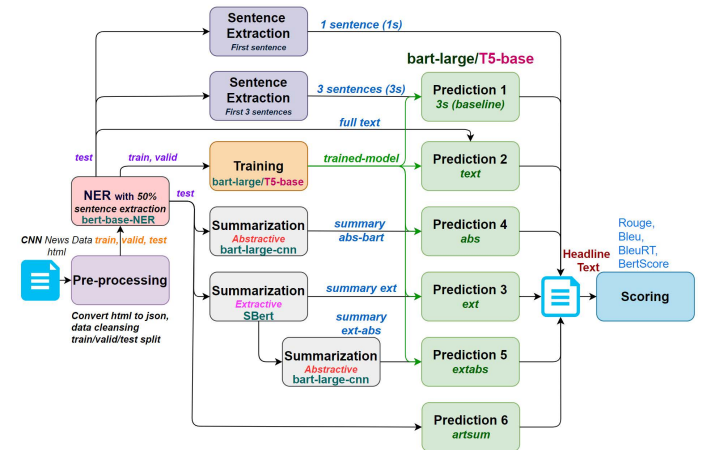 Sentence
Extraction
First sentence
1 sentence (1s)
bart-large/T5-base
Sentence
Extraction
First 3 sentences
3 sentences (3s)
Prediction 1
3s (baseline)
full text
test
train, valid
Training
bart-large/T5-base
trained-model
Prediction 2
text
NER with 50%
sentence extraction
bert-base-NER
test
Summarization
Abstractive
bart-large-cnn
summary
abs-bart
Prediction 4
abs
CNN News Data train, valid, test
html
Pre-processing
Convert html to json,
data cleansing
train/valid/test split
Summarization
Extractive
SBert
summary ext
Prediction 3
ext
summary
ext-abs
Summarization
Abstractive
bart-large-cnn
Prediction 5
extabs
Prediction 6
artsum
Headline
Text
Rouge,
Bleu,
BleuRT,
BertScore
Scoring